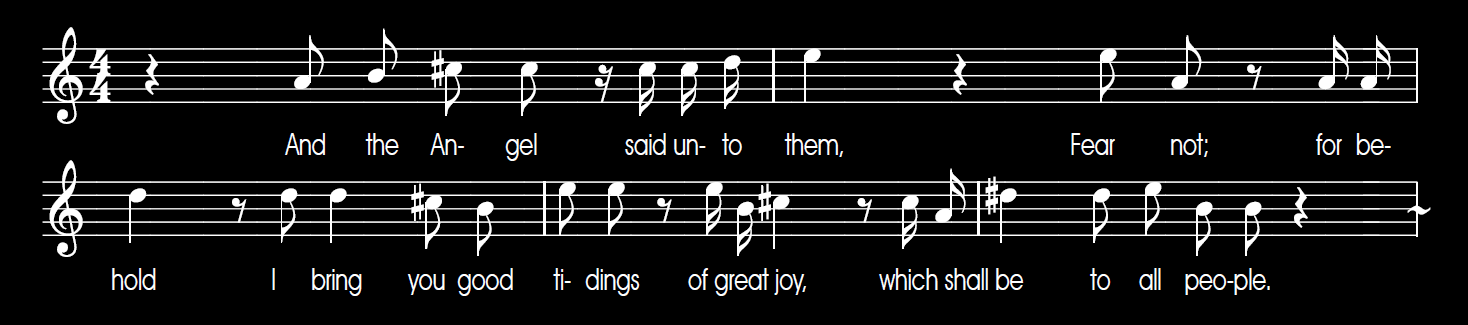 And the An- gel said un- to them, Fear not; for be-
hold I bring you good ti- dings of great joy, which shall be to all peo-ple.